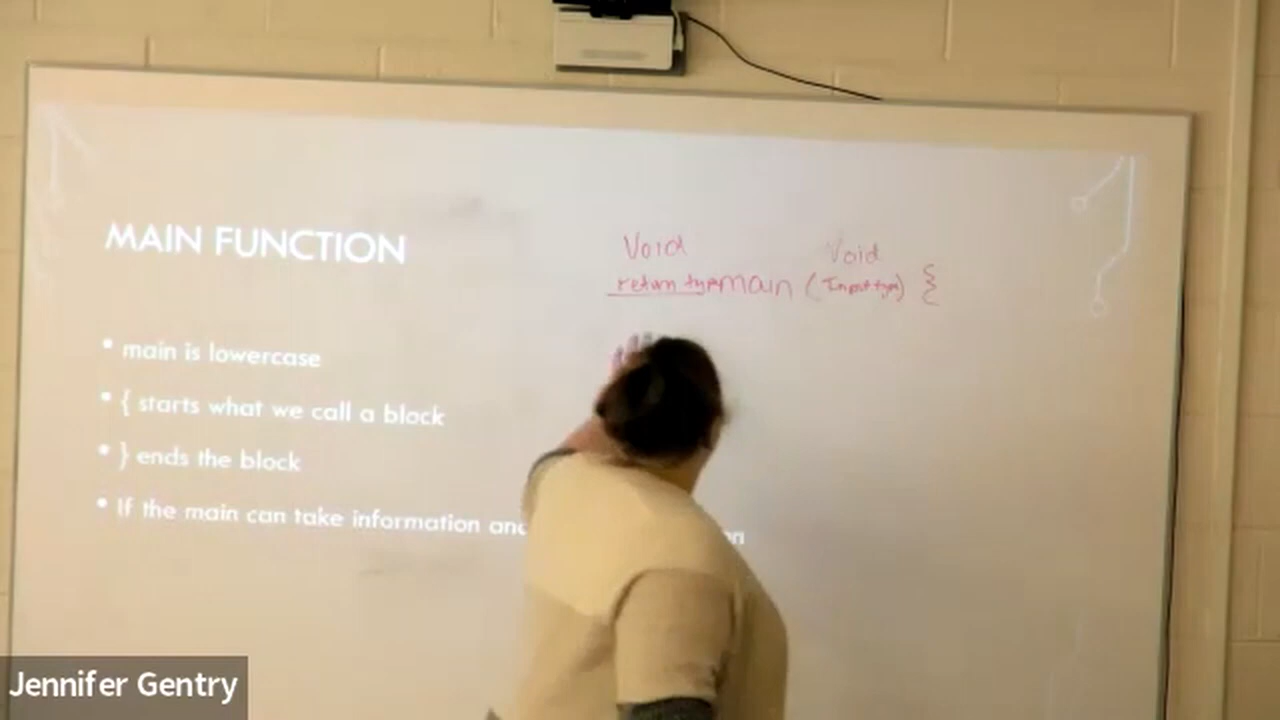 MAIN FUNCTION
Void Void
return type main (Input type) {
• main is lowercase
• { starts what we call a block
• } ends the block
• If the main can take information and
Jennifer Gentry